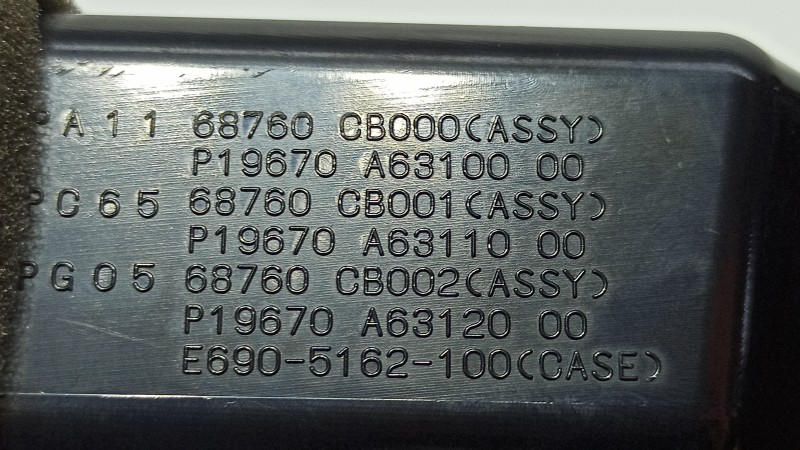 PA11 68760 CB000(ASSY)
P19670 A63100 00
PC65 68760 CB001(ASSY)
P19670 A63110 00
PG05 68760 CB002(ASSY)
P19670 A63120 00
E690-5162-100(CASE)